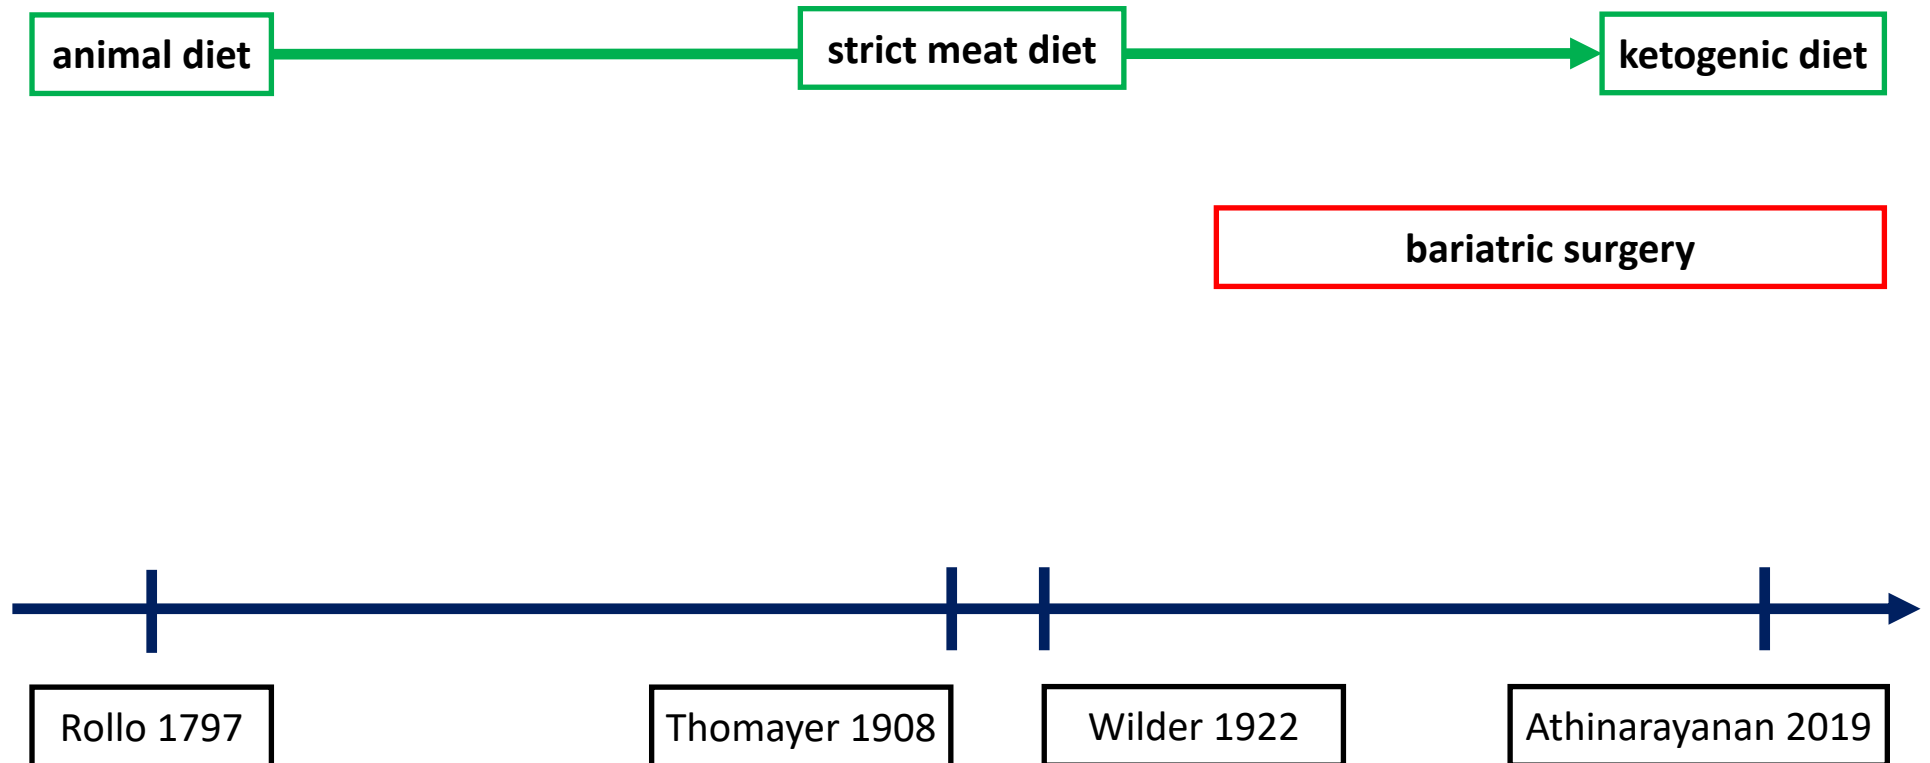 animal diet
strict meat diet
ketogenic diet
bariatric surgery
Rollo 1797
Thomayer 1908
Wilder 1922
Athinarayanan 2019